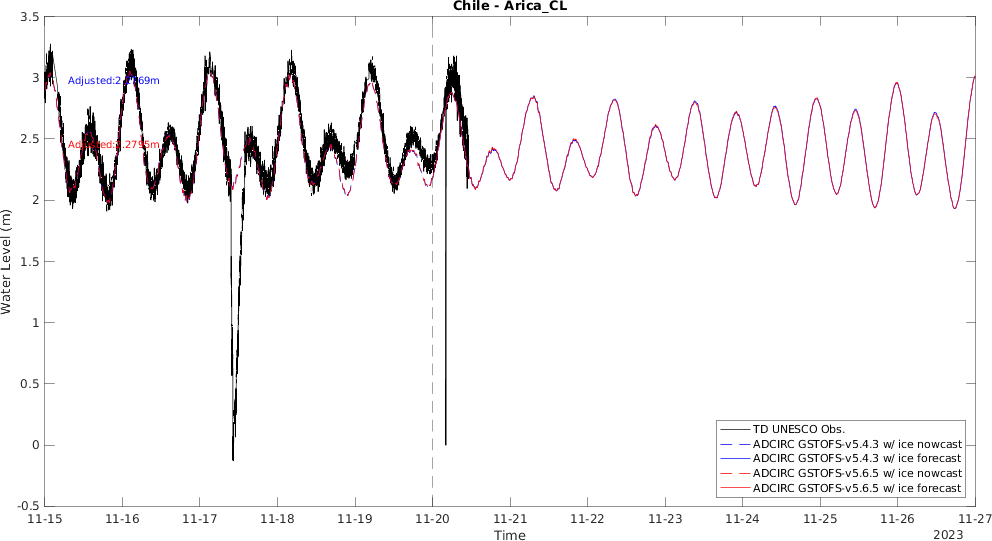 Chile - Arica_CL
3.5
3
2.5
2
1.5
1
0.5
0
-0.5
Water Level (m)
11-15
11-16
11-17
11-18
11-19
11-20
11-21
11-22
11-23
11-24
11-25
11-26
11-27
Time
2023
TD UNESCO Obs.
ADCIRC GSTOFS-v5.4.3 w/ ice nowcast
ADCIRC GSTOFS-v5.4.3 w/ ice forecast
ADCIRC GSTOFS-v5.6.5 w/ ice nowcast
ADCIRC GSTOFS-v5.6.5 w/ ice forecast